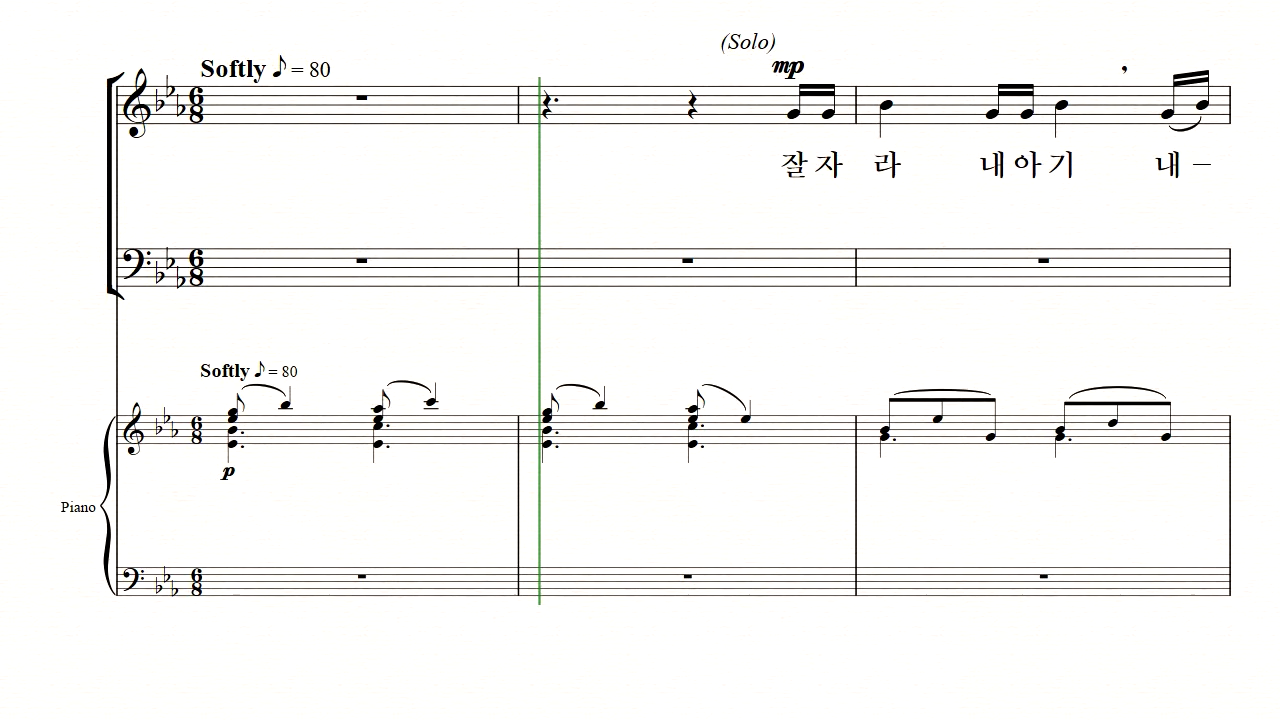 (Solo)
Softly ♪ = 80
mp
잘 자 라 내 아 기 내 –
Softly ♪ = 80
p
Piano